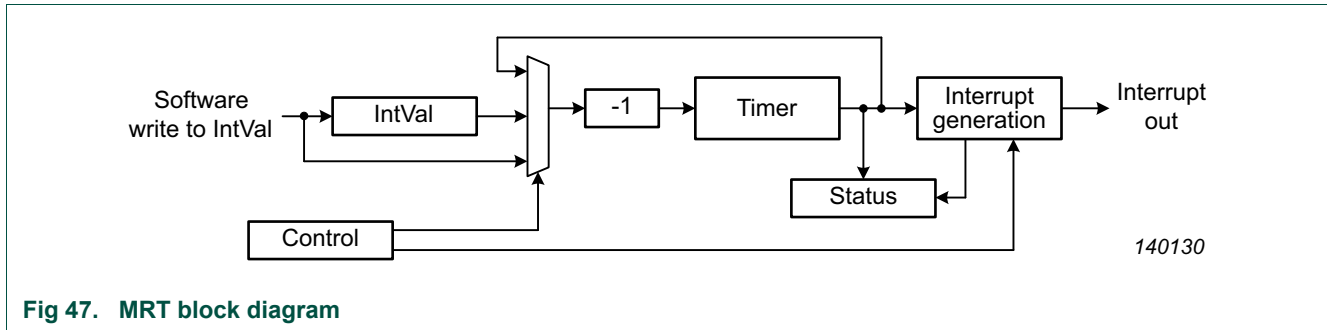 Software
write to IntVal
IntVal
-1
Timer
Interrupt
generation
Interrupt
out
Status
Control
140130
Fig 47. MRT block diagram